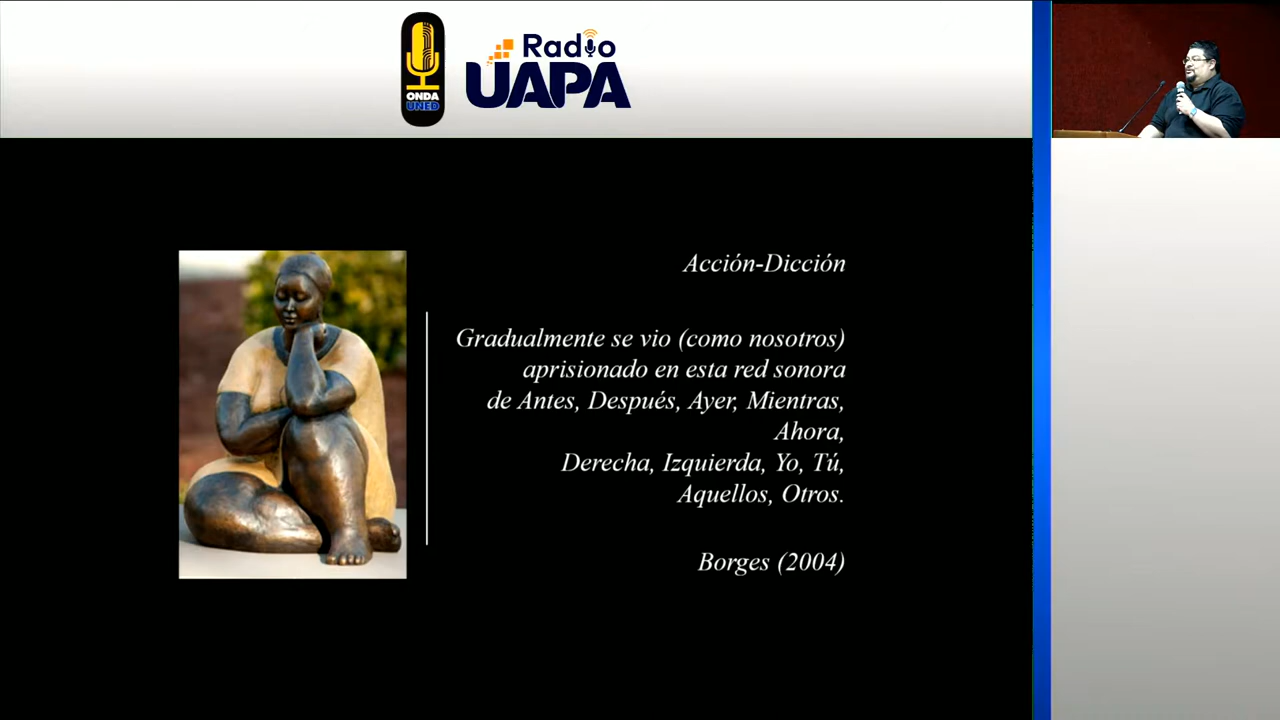 ONDA
UNED
Radio
UAPA
Acción-Dicción
Gradualmente se vio (como nosotros)
aprisionado en esta red sonora
de Antes, Después, Ayer, Mientras,
Ahora,
Derecha, Izquierda, Yo, Tú,
Aquellos, Otros.
Borges (2004)